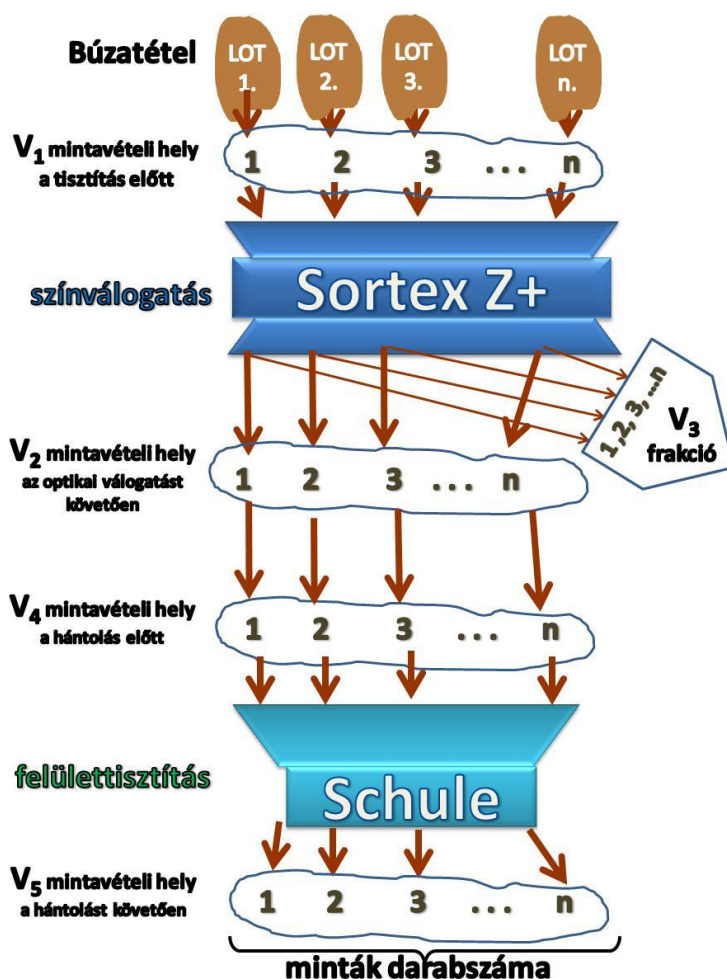 Búzatétel
LOT 1.
LOT 2.
LOT 3.
LOT n.
V1 mintavételi hely
a tisztítás előtt
1 2 3 ... n
színválogatás
Sortex Z+
1,2, 3, ...n
V3
frakció
V2 mintavételi hely
az optikai válogatást
követően
1 2 3 ... n
V4 mintavételi hely
a hántolás előtt
1 2 3 ... n
felülettisztítás
Schule
V5 mintavételi hely
a hántolást követően
1 2 3 ... n
minták darabszáma